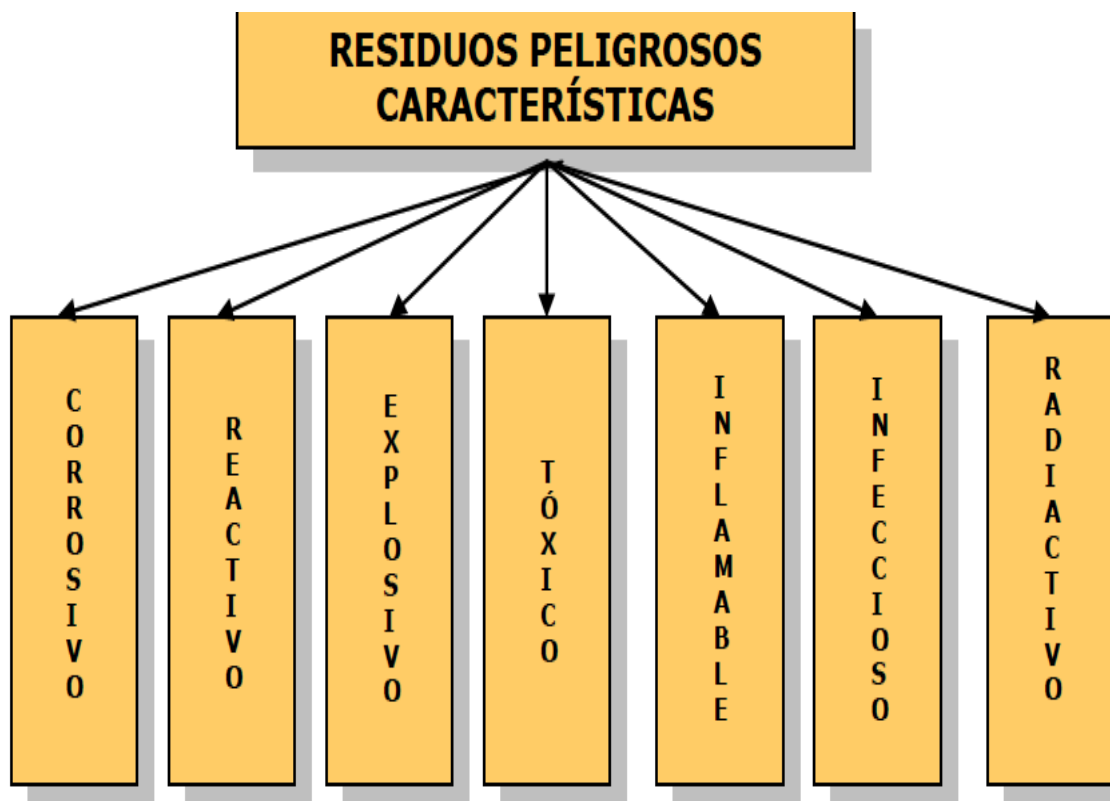 RESIDUOS PELIGROSOS
CARACTERÍSTICAS
CORROSIVO
REACTIVO
EXPLOSIVO
TÓXICO
INFLAMABLE
INFECCIOSO
RADIACTIVO